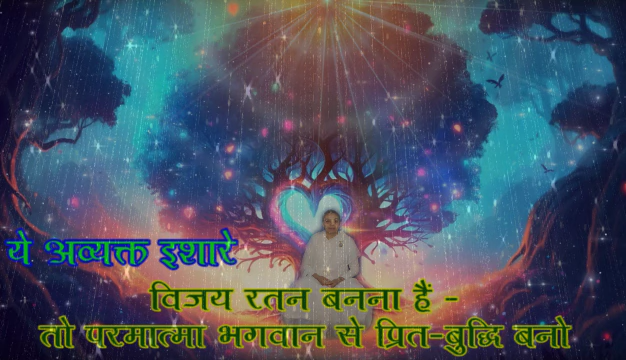 ये अव्यक्त इशारे
विजय रतन बनना हैं -
तो परमात्मा भगवान से प्रित-बुद्धि बनो